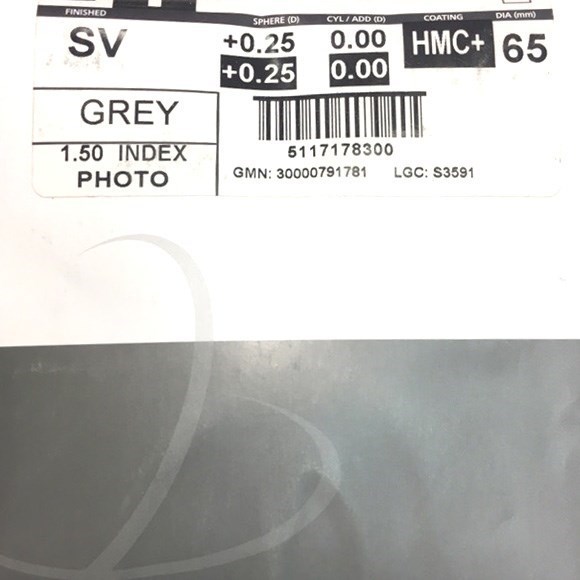 FINISHED SPHERE (D) CYL / ADD (D) COATING DIA (mm)
SV +0.25 0.00 HMC+ 65
+0.25 0.00
GREY
1.50 INDEX
PHOTO
5117178300
GMN: 30000791781 LGC: S3591